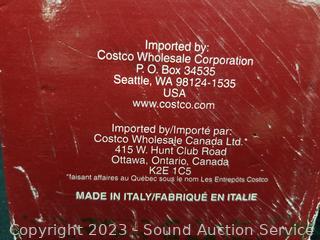 Imported by:
Costco Wholesale Corporation
P. O. Box 34535
Seattle, WA 98124-1535
USA
www.costco.com
Imported by/Importé par:
Costco Wholesale Canada Ltd.*
415 W. Hunt Club Road
Ottawa, Ontario, Canada
K2E 1C5
*faisant affaires au Québec sous le nom Les Entrepôts Costco
MADE IN ITALY/FABRIQUÉ EN ITALIE
Copyright 2023 - Sound Auction Service